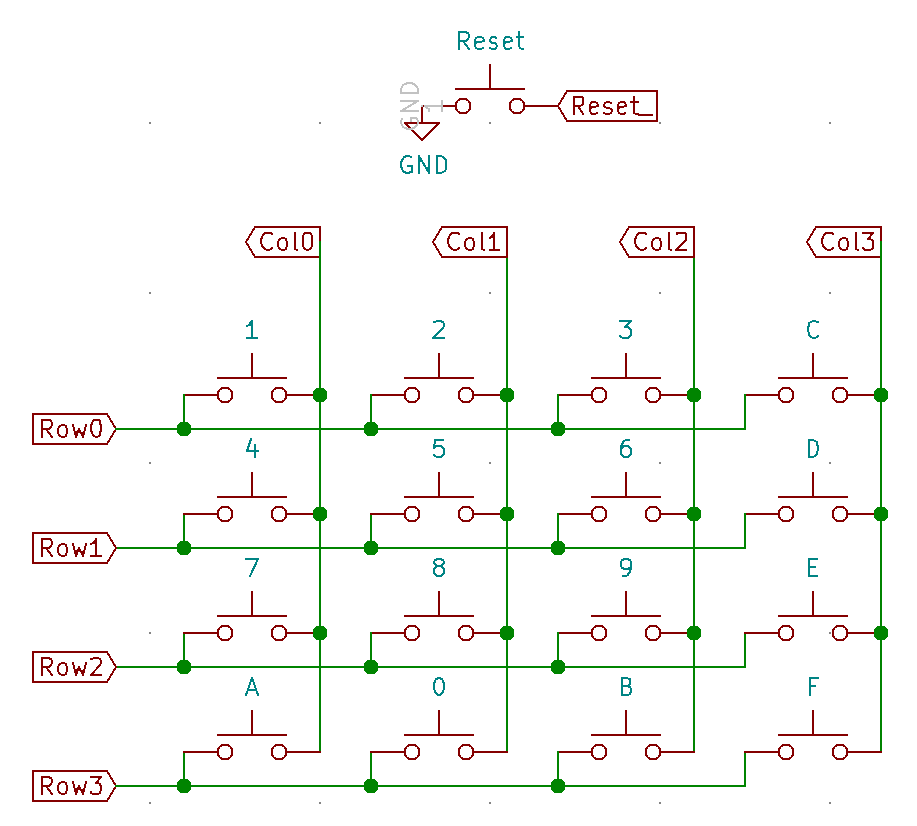 Reset
GND
1
Reset_
GND
Col0 Col1 Col2 Col3
1 2 3 C
Row0
4 5 6 D
Row1
7 8 9 E
Row2
A 0 B F
Row3